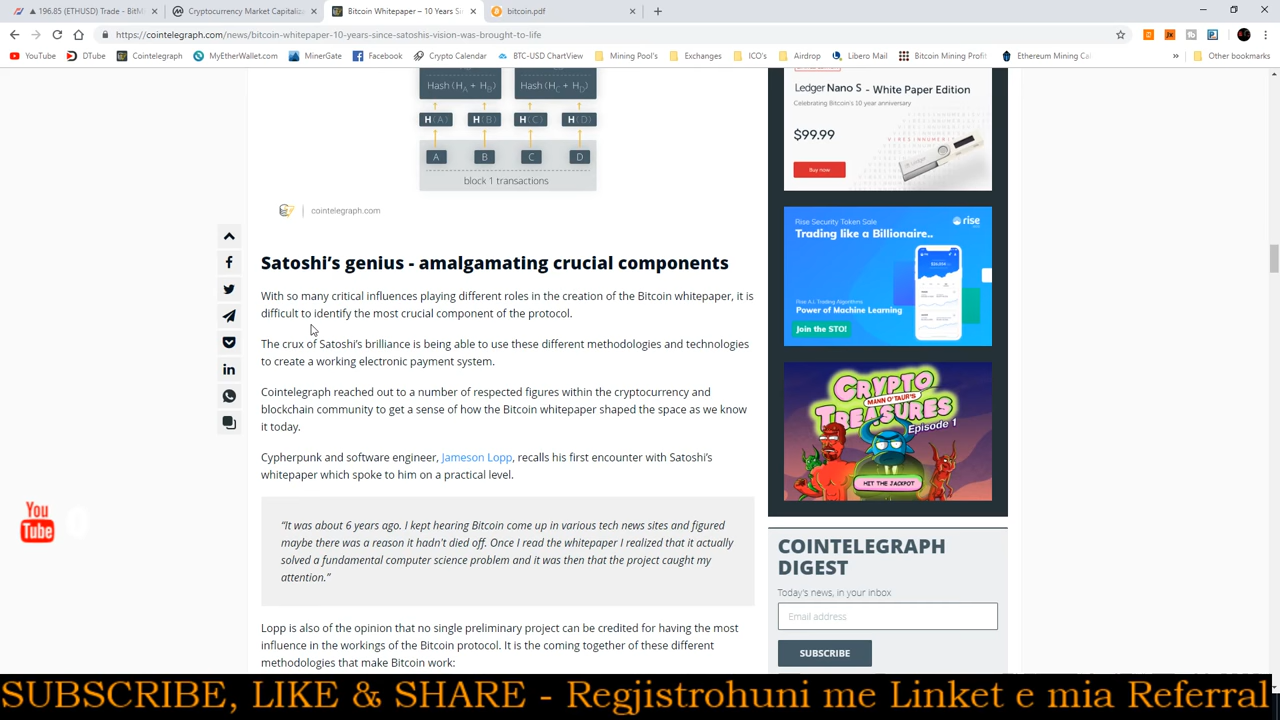 196.85 (ETHUSD) Trade - BitM
Cryptocurrency Market Capitaliz
Bitcoin Whitepaper – 10 Years Si
bitcoin.pdf
https://cointelegraph.com/news/bitcoin-whitepaper-10-years-since-satoshis-vision-was-brought-to-life
YouTube
DTube
Cointelegraph
MyEtherWallet.com
MinerGate
Facebook
Crypto Calendar
BTC-USD ChartView
Mining Pool's
Exchanges
ICO's
Airdrop
Libero Mail
Bitcoin Mining Profit
Ethereum Mining Ca
Other bookmarks
Hash (HA + HB)
H(A)
H(B)
H(C)
H(D)
A
B
C
D
block 1 transactions
cointelegraph.com
Satoshi's genius - amalgamating crucial components
With so many critical influences playing different roles in the creation of the Bitcoin whitepaper, it is
difficult to identify the most crucial component of the protocol.
The crux of Satoshi's brilliance is being able to use these different methodologies and technologies
to create a working electronic payment system.
Cointelegraph reached out to a number of respected figures within the cryptocurrency and
blockchain community to get a sense of how the Bitcoin whitepaper shaped the space as we know
it today.
Cypherpunk and software engineer, Jameson Lopp, recalls his first encounter with Satoshi's
whitepaper which spoke to him on a practical level.
"It was about 6 years ago. I kept hearing Bitcoin come up in various tech news sites and figured
maybe there was a reason it hadn't died off. Once I read the whitepaper I realized that it actually
solved a fundamental computer science problem and it was then that the project caught my
attention."
Lopp is also of the opinion that no single preliminary project can be credited for having the most
influence in the workings of the Bitcoin protocol. It is the coming together of these different
methodologies that make Bitcoin work:
Ledger Nano S - White Paper Edition
Celebrating Bitcoin's 10 year anniversary
$99.99
Buy now
Rise Security Token Sale
Trading like a Billionaire..
rise
Rise A.I. Trading Algorithms
Power of Machine Learning
Join the STO!
CRYPTO
MANN O'TAUR'S
TREASURES
Episode 1
HIT THE JACKPOT
COINTELEGRAPH
DIGEST
Today's news, in your inbox
Email address
SUBSCRIBE
You
Tube
SUBSCRIBE, LIKE & SHARE - Regjistrohuni me Linket e mia Referral